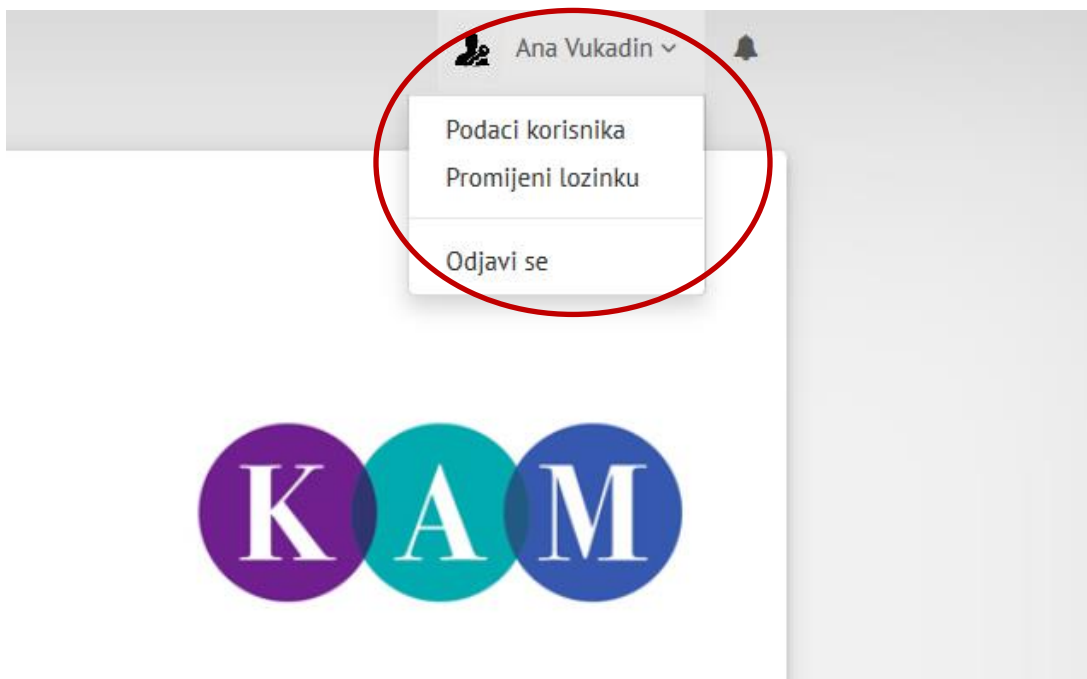 Ana Vukadin
Podaci korisnika
Promijeni lozinku
Odjavi se
KAM